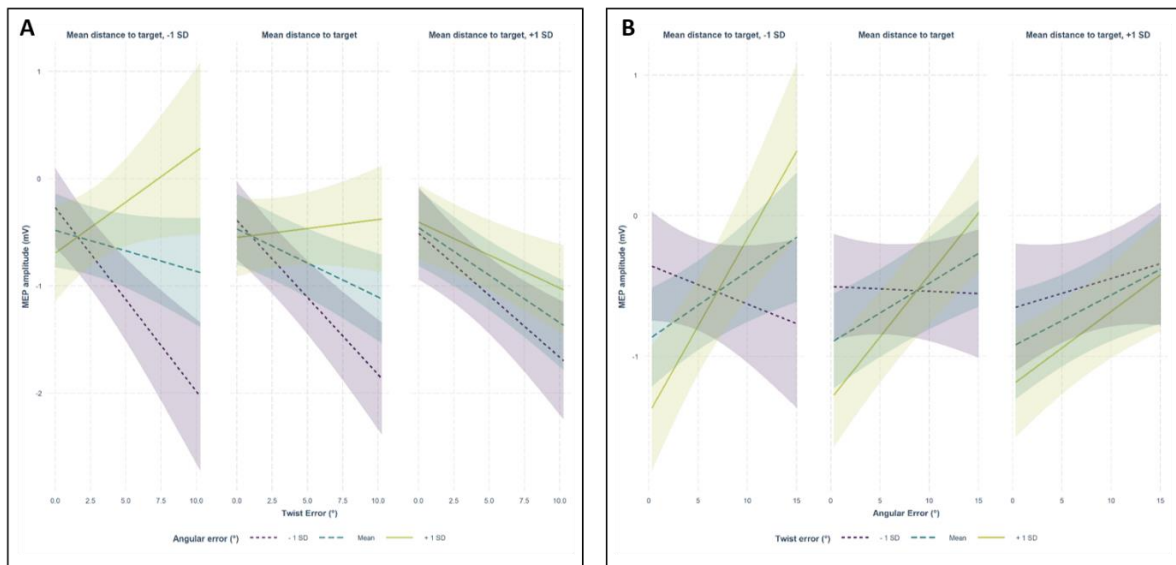 A
Mean distance to target, -1 SD
Mean distance to target
Mean distance to target, +1 SD
1
0
-1
-2
MEP amplitude (mV)
0.0 2.5 5.0 7.5 10.0 0.0 2.5 5.0 7.5 10.0 0.0 2.5 5.0 7.5 10.0
Twist Error (°)
Angular error (°) - 1 SD Mean + 1 SD
B
Mean distance to target, -1 SD
Mean distance to target
Mean distance to target, +1 SD
1
0
-1
MEP amplitude (mV)
0 5 10 15 0 5 10 15 0 5 10 15
Angular Error (°)
Twist error (°) - 1 SD Mean + 1 SD